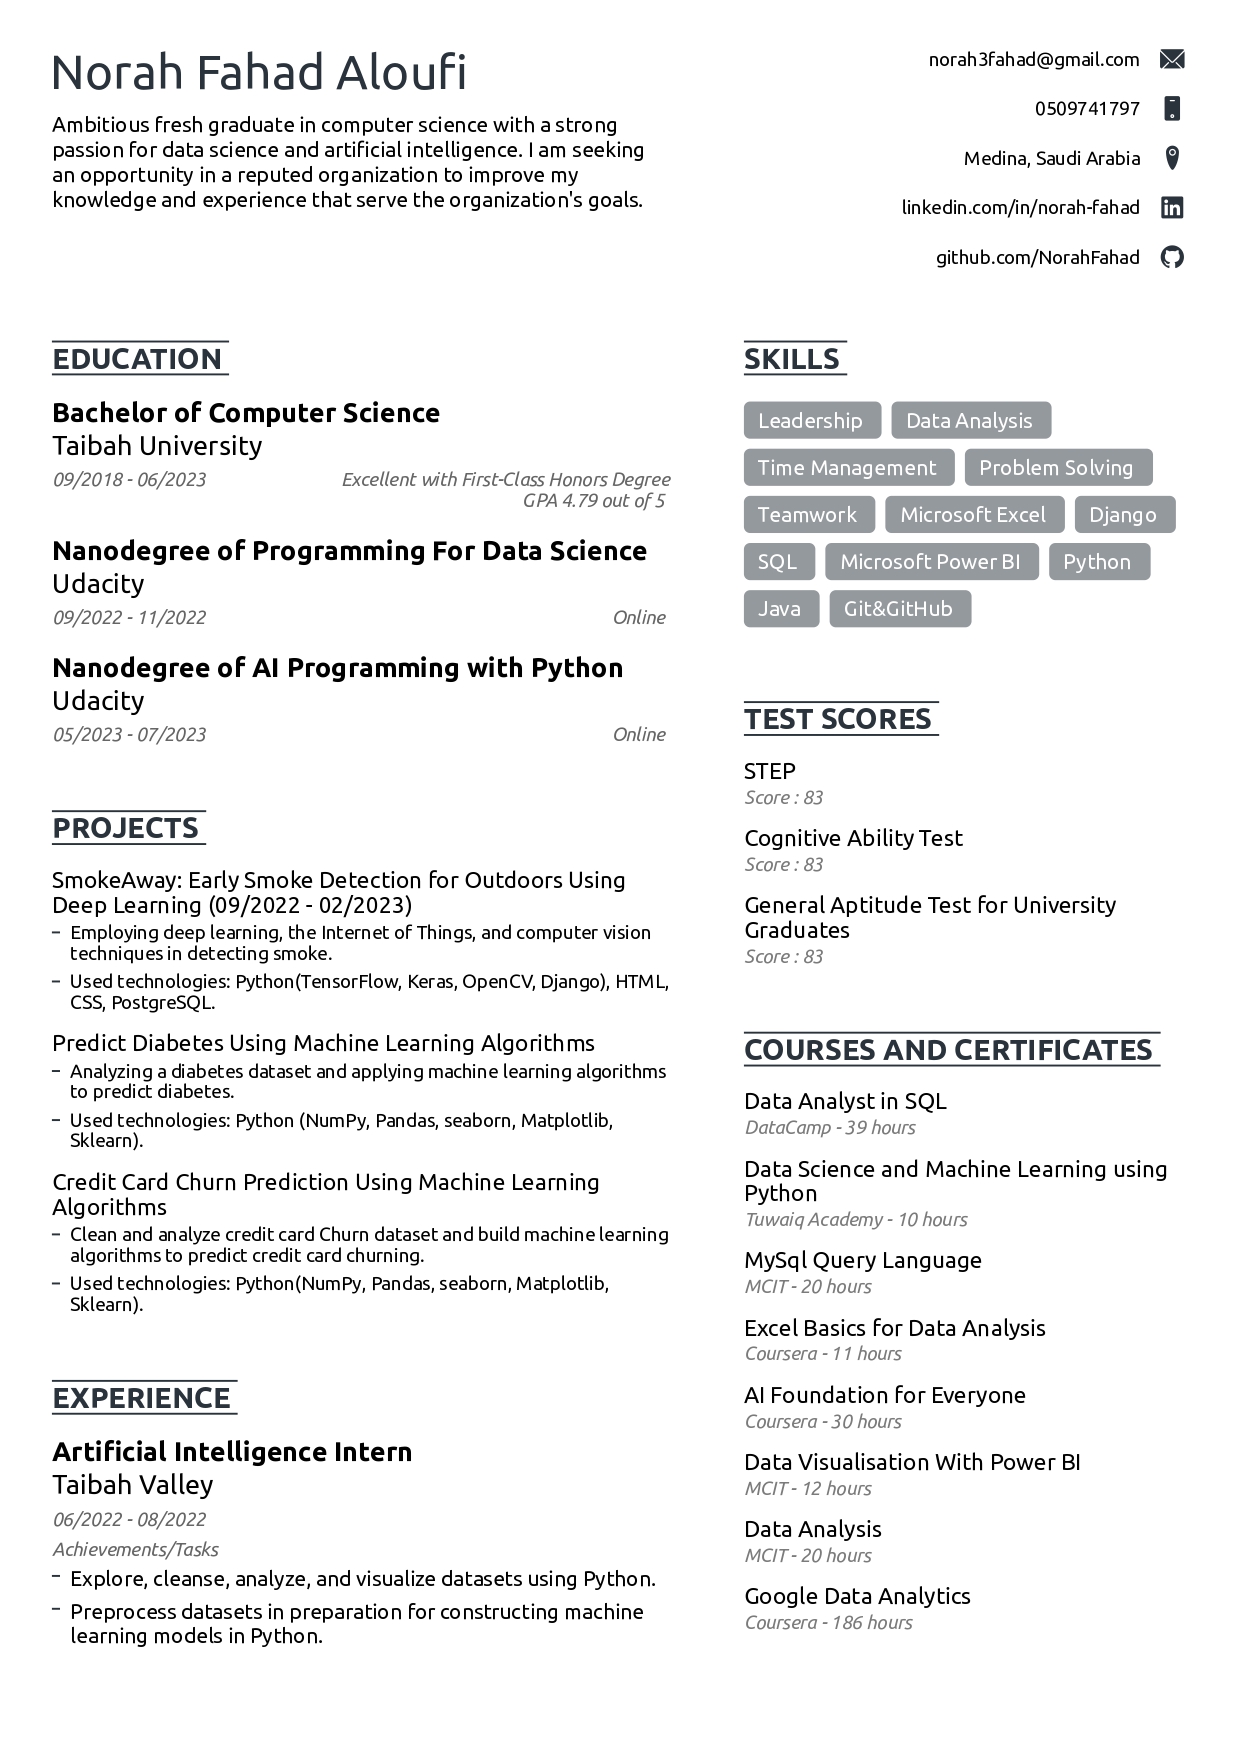 Norah Fahad Aloufi
Ambitious fresh graduate in computer science with a strong
passion for data science and artificial intelligence. I am seeking
an opportunity in a reputed organization to improve my
knowledge and experience that serve the organization's goals.
norah3fahad@gmail.com
0509741797
Medina, Saudi Arabia
linkedin.com/in/norah-fahad
github.com/NorahFahad
EDUCATION
Bachelor of Computer Science
Taibah University
09/2018 - 06/2023 Excellent with First-Class Honors Degree
GPA 4.79 out of 5
Nanodegree of Programming For Data Science
Udacity
09/2022 - 11/2022 Online
Nanodegree of AI Programming with Python
Udacity
05/2023 - 07/2023 Online
PROJECTS
SmokeAway: Early Smoke Detection for Outdoors Using
Deep Learning (09/2022 - 02/2023)
– Employing deep learning, the Internet of Things, and computer vision
techniques in detecting smoke.
– Used technologies: Python(TensorFlow, Keras, OpenCV, Django), HTML,
CSS, PostgreSQL.
Predict Diabetes Using Machine Learning Algorithms
– Analyzing a diabetes dataset and applying machine learning algorithms
to predict diabetes.
– Used technologies: Python (NumPy, Pandas, seaborn, Matplotlib,
Sklearn).
Credit Card Churn Prediction Using Machine Learning
Algorithms
– Clean and analyze credit card Churn dataset and build machine learning
algorithms to predict credit card churning.
– Used technologies: Python(NumPy, Pandas, seaborn, Matplotlib,
Sklearn).
EXPERIENCE
Artificial Intelligence Intern
Taibah Valley
06/2022 - 08/2022
Achievements/Tasks
– Explore, cleanse, analyze, and visualize datasets using Python.
– Preprocess datasets in preparation for constructing machine
learning models in Python.
SKILLS
Leadership Data Analysis
Time Management Problem Solving
Teamwork Microsoft Excel Django
SQL Microsoft Power BI Python
Java Git&GitHub
TEST SCORES
STEP
Score : 83
Cognitive Ability Test
Score : 83
General Aptitude Test for University
Graduates
Score : 83
COURSES AND CERTIFICATES
Data Analyst in SQL
DataCamp - 39 hours
Data Science and Machine Learning using
Python
Tuwaiq Academy - 10 hours
MySql Query Language
MCIT - 20 hours
Excel Basics for Data Analysis
Coursera - 11 hours
AI Foundation for Everyone
Coursera - 30 hours
Data Visualisation With Power BI
MCIT - 12 hours
Data Analysis
MCIT - 20 hours
Google Data Analytics
Coursera - 186 hours